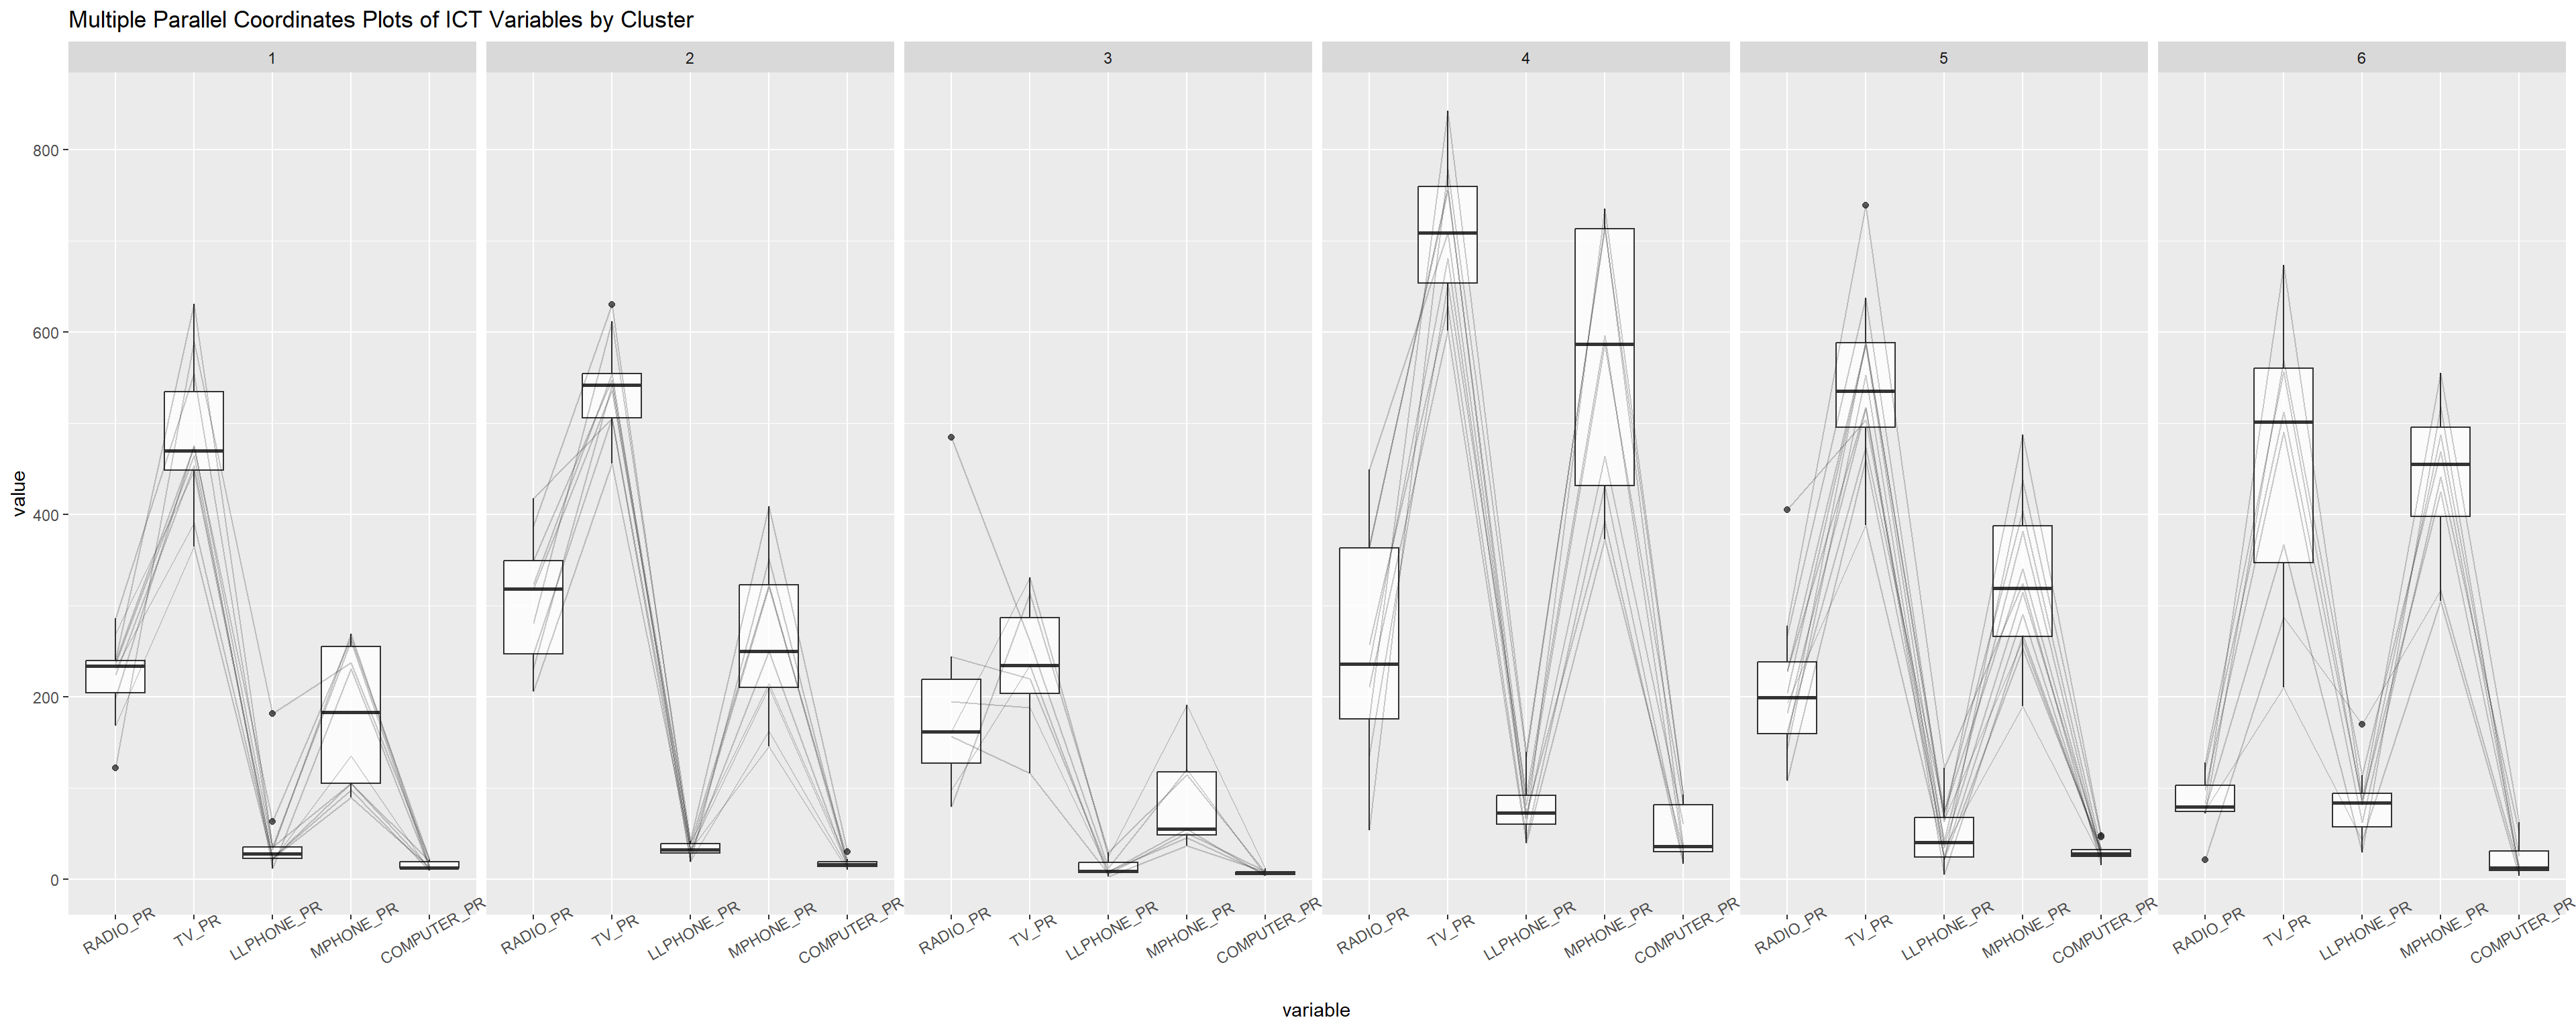 Multiple Parallel Coordinates Plots of ICT Variables by Cluster
1 2 3 4 5 6
800
600
400
200
0
value
RADIO_PR TV_PR LLPHONE_PR MPHONE_PR COMPUTER_PR RADIO_PR TV_PR LLPHONE_PR MPHONE_PR COMPUTER_PR RADIO_PR TV_PR LLPHONE_PR MPHONE_PR COMPUTER_PR RADIO_PR TV_PR LLPHONE_PR MPHONE_PR COMPUTER_PR RADIO_PR TV_PR LLPHONE_PR MPHONE_PR COMPUTER_PR RADIO_PR TV_PR LLPHONE_PR MPHONE_PR COMPUTER_PR
variable